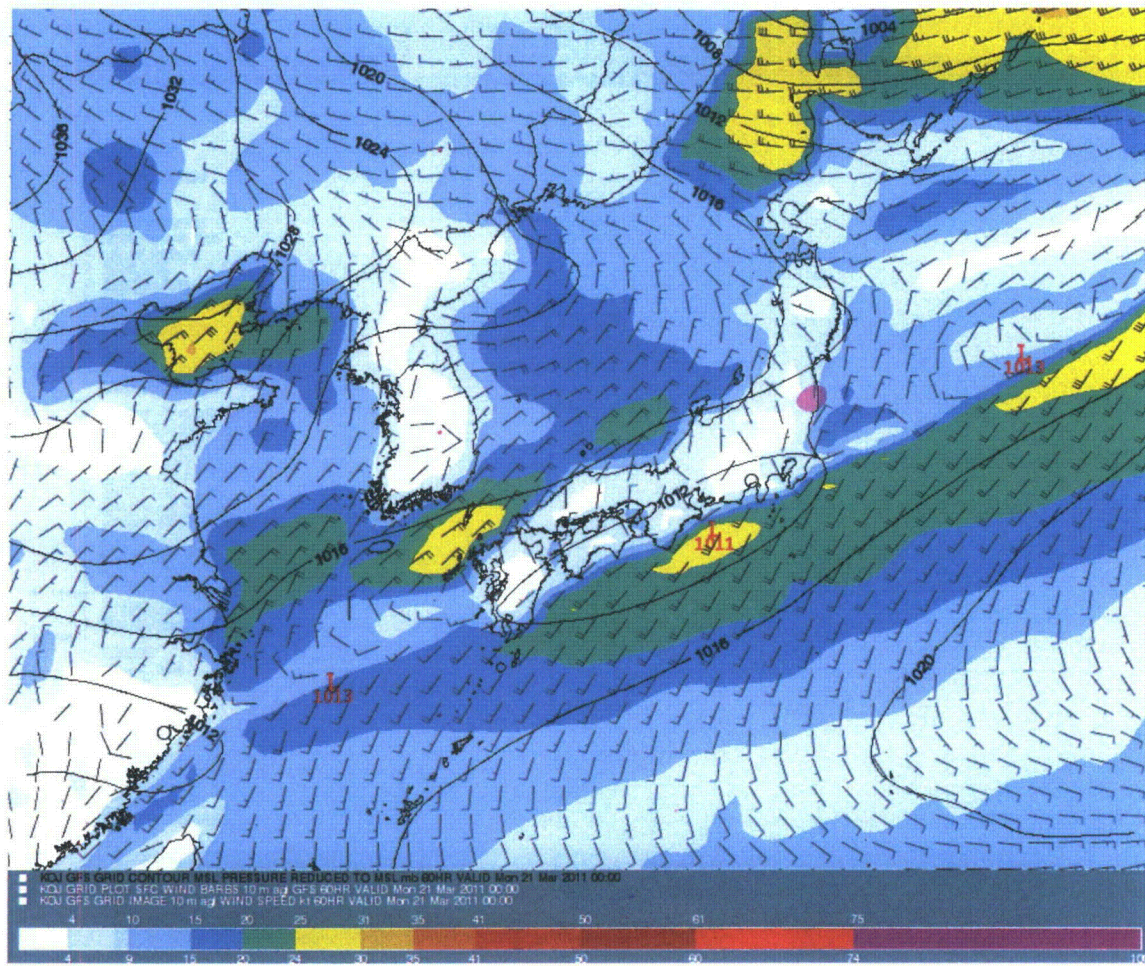 1004
1008
1020
1032
1012
1036
1024
1016
1028
L
1013
1012
L
1011
1016
1016
1020
L
1013
1012
KOJ GFS GRID CONTOUR MSL PRESSURE REDUCED TO MSL mb 60HR VALID Mon 21 Mar 2011 00:00
KOJ GRID PLOT SFC WIND BARBS 10 m agl GFS 60HR VALID Mon 21 Mar 2011 00:00
KOJ GFS GRID IMAGE 10 m agl WIND SPEED kt 60HR VALID Mon 21 Mar 2011 00:00
4 10 15 20 25 31 35 41 50 61 75
4 9 15 20 24 30 35 41 50 60 74